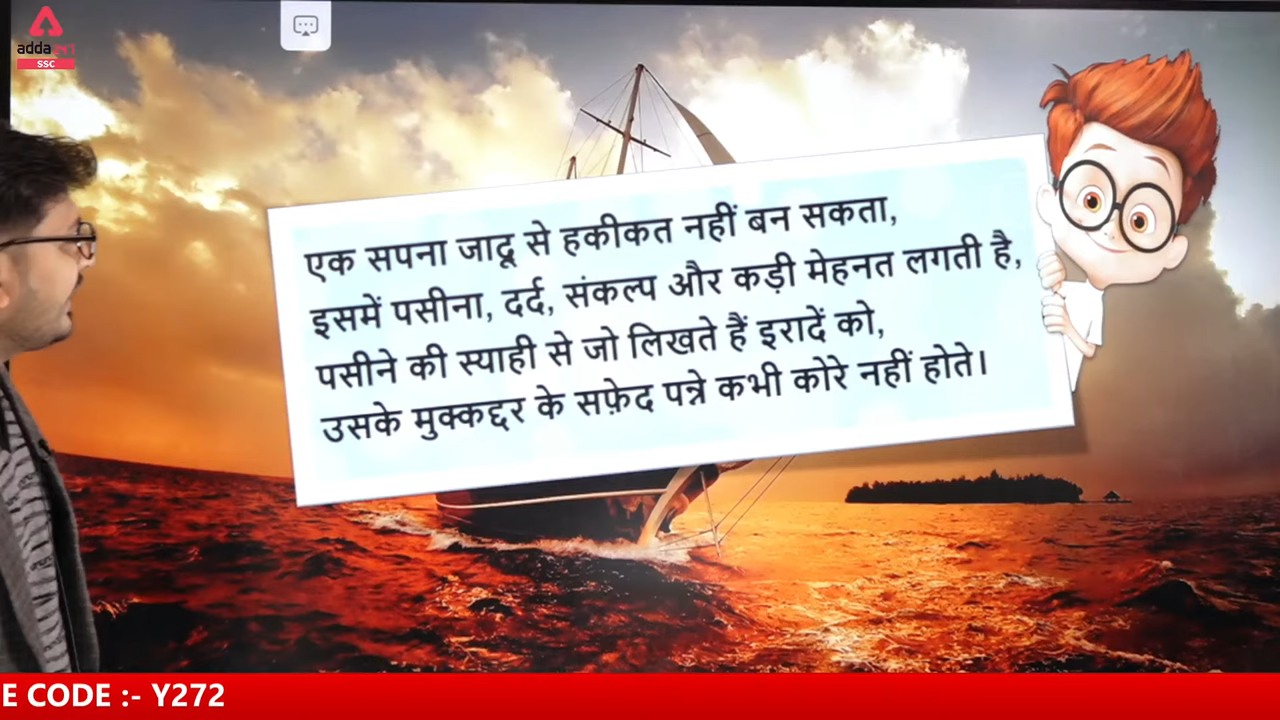 adda247
SSC
एक सपना जादू से हकीकत नहीं बन सकता,
इसमें पसीना, दर्द, संकल्प और कड़ी मेहनत लगती है,
पसीने की स्याही से जो लिखते हैं इरादें को,
उसके मुक्कद्दर के सफ़ेद पन्ने कभी कोरे नहीं होते।
E CODE :- Y272